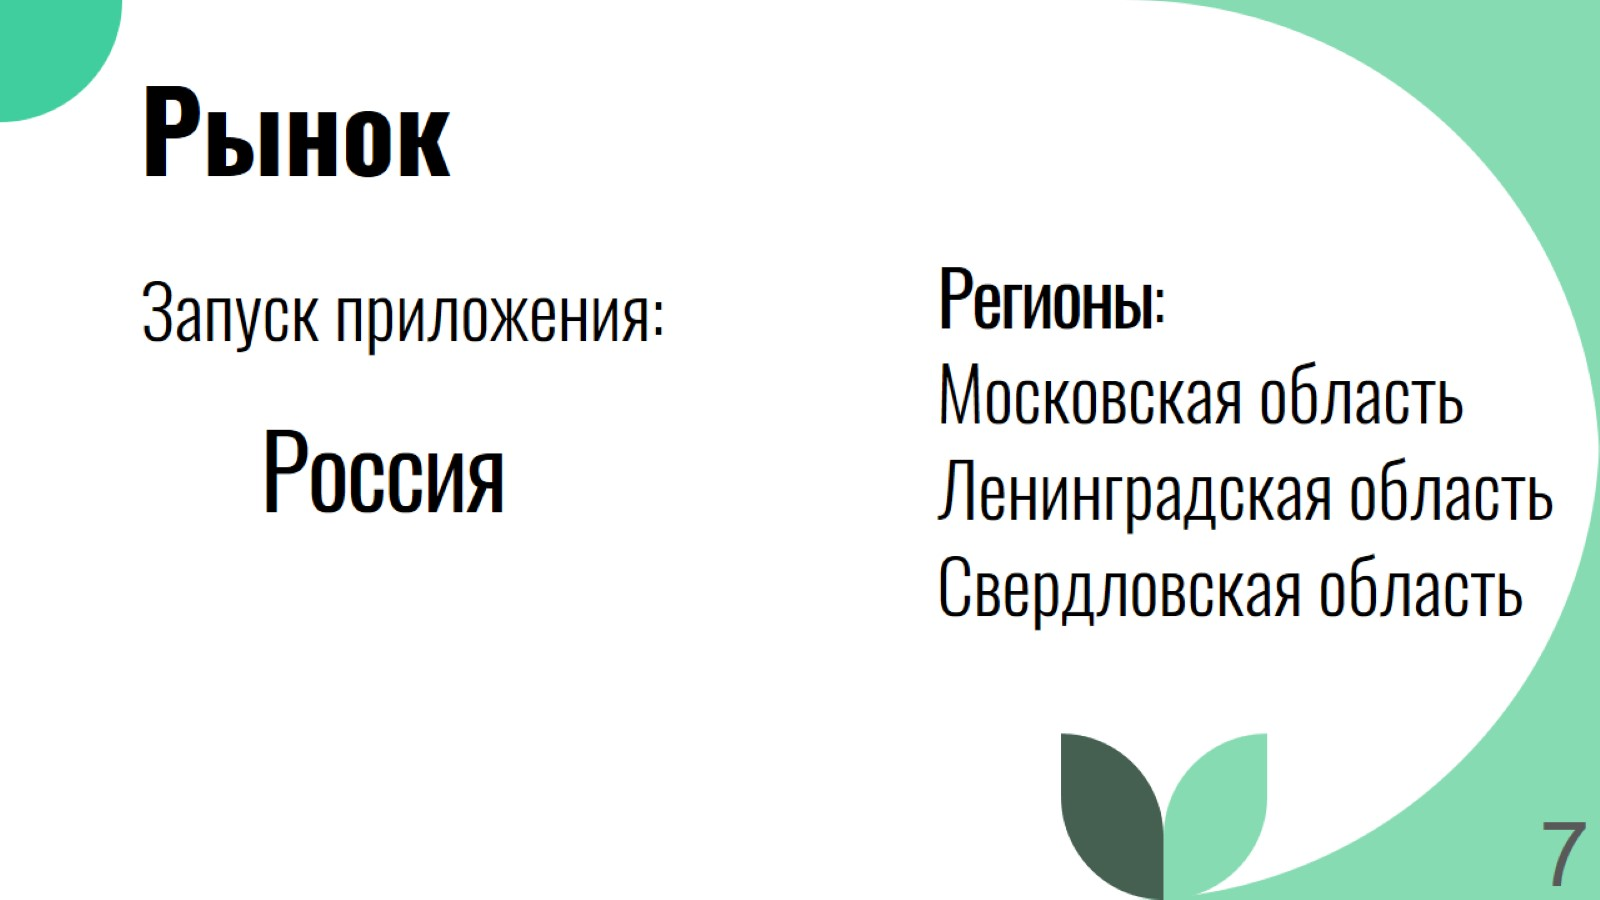 Рынок
Запуск приложения:
Россия
Регионы:
Московская область
Ленинградская область
Свердловская область
7